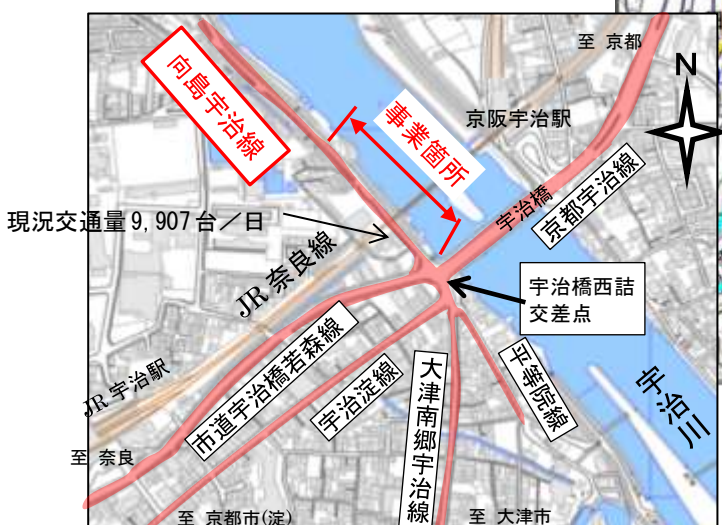 至 京都
N
向島宇治線
事業箇所
京阪宇治駅
宇治橋
京都宇治線
現況交通量 9,907 台／日
JR 奈良線
宇治橋西詰
交差点
JR 宇治駅
市道宇治橋若森線
宇治淀線
大津南郷宇治線
平等院線
宇治川
至 奈良
至 京都市(淀)
至 大津市